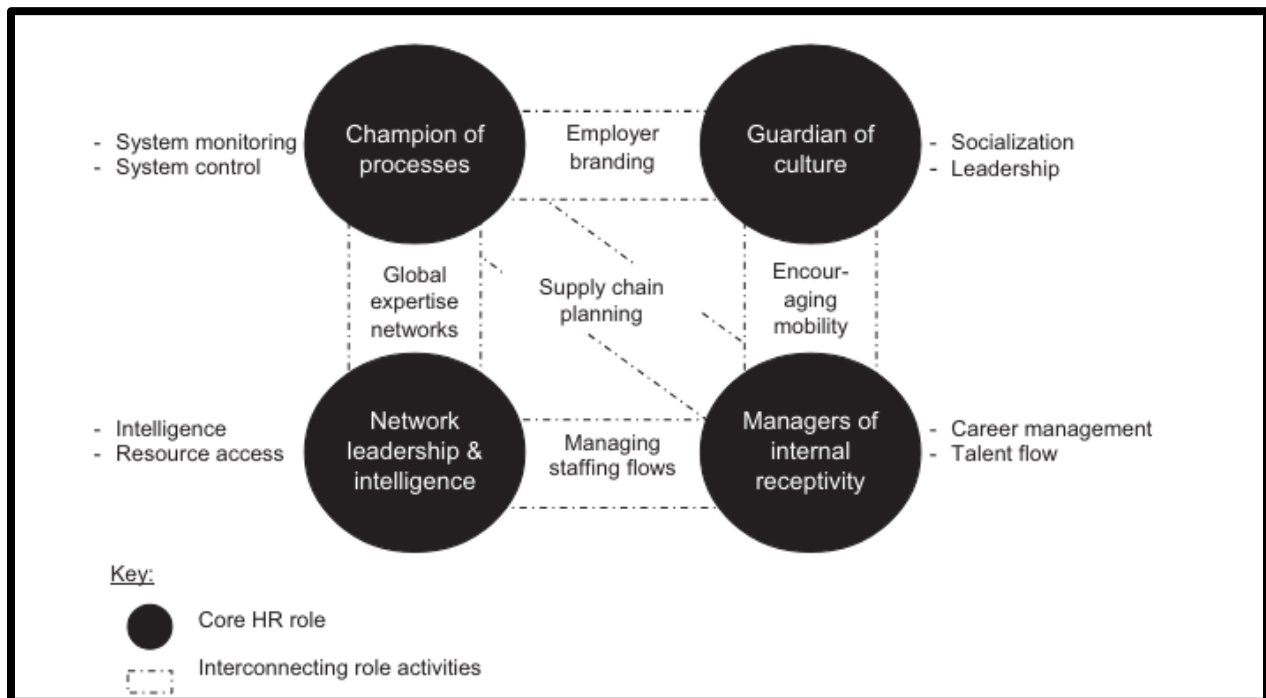 - System monitoring
- System control
Champion of
processes
Employer
branding
Guardian of
culture
- Socialization
- Leadership
Global
expertise
networks
Supply chain
planning
Encour-
aging
mobility
- Intelligence
- Resource access
Network
leadership &
intelligence
Managing
staffing flows
Managers of
internal
receptivity
- Career management
- Talent flow
Key:
Core HR role
Interconnecting role activities